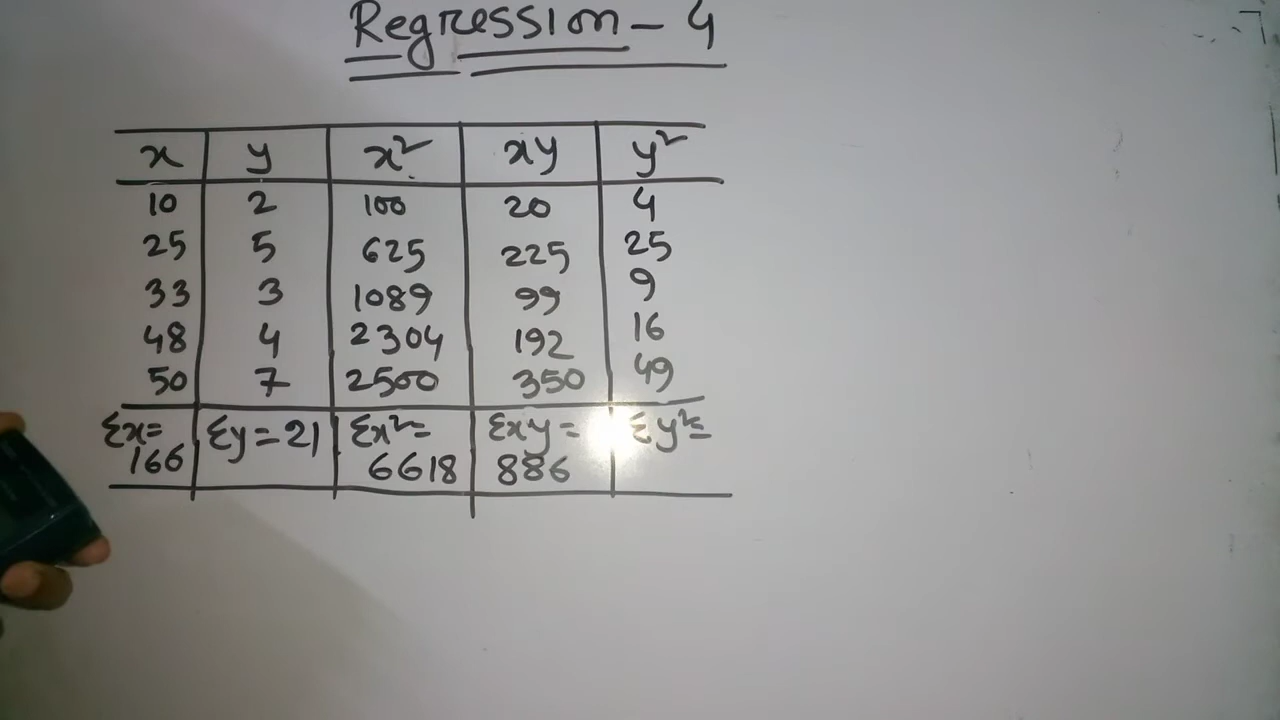 Regression - 4
x y x² xy y²
10 2 100 20 4
25 5 625 225 25
33 3 1089 99 9
48 4 2304 192 16
50 7 2500 350 49
Σx= Σy=21 Σx²= Σxy= Σy²=
166 6618 886